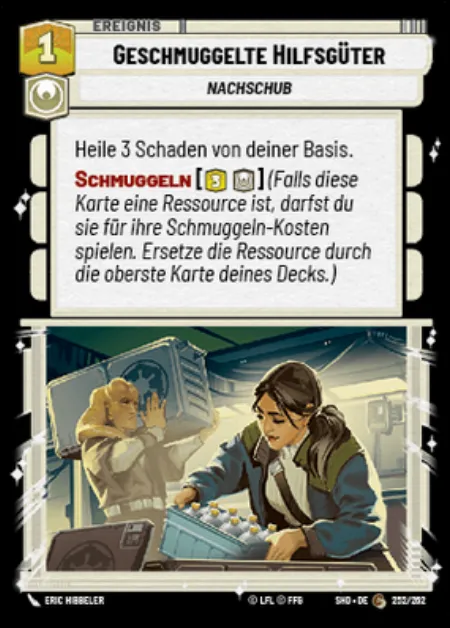 EREIGNIS
1
GESCHMUGGELTE HILFSGÜTER
NACHSCHUB
Heile 3 Schaden von deiner Basis.
SCHMUGGELN [3] (Falls diese
Karte eine Ressource ist, darfst du
sie für ihre Schmuggeln-Kosten
spielen. Ersetze die Ressource durch
die oberste Karte deines Decks.)
ERIC HIBBELER
© LFL © FFG
SHD • DE
252/262